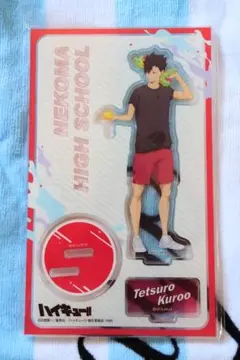 NEKOMA
HIGH SCHOOL
Tetsuro
Kuroo
ハイキュー!!